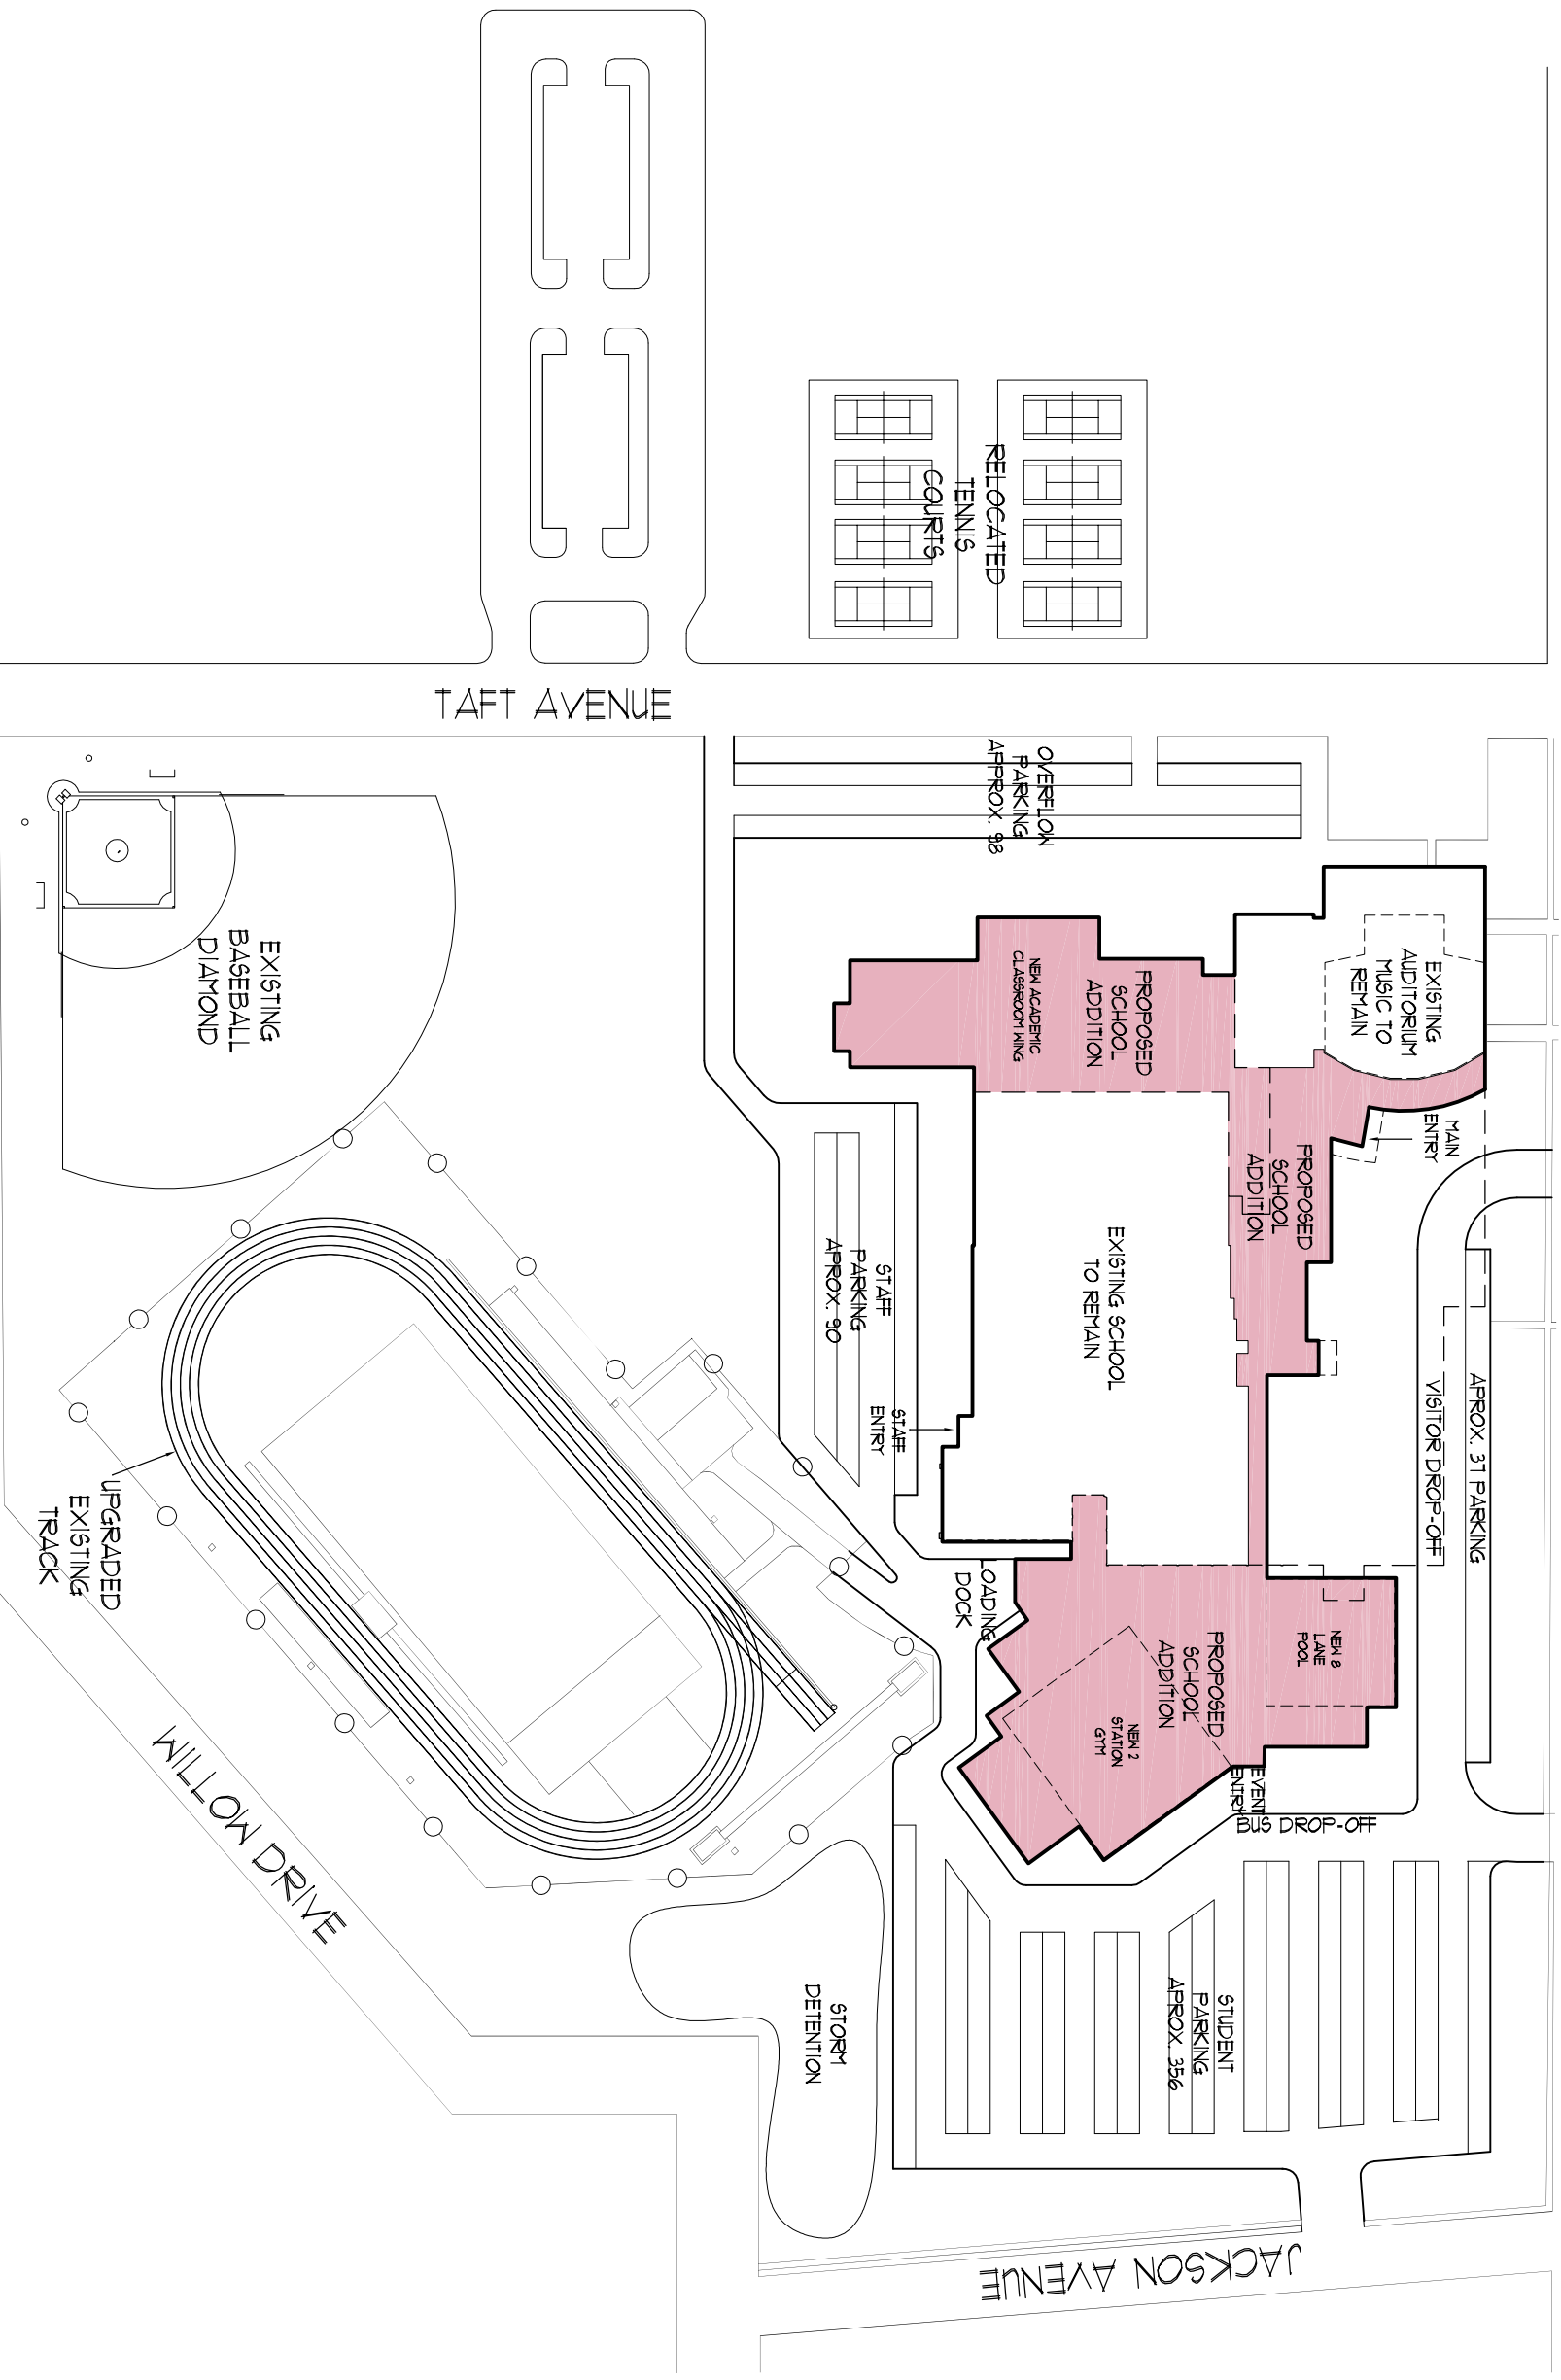 RELOCATED
TENNIS
COURTS
TAFT AVENUE
OVERFLOW
PARKING
APPROX. 98
EXISTING
AUDITORIUM
MUSIC TO
REMAIN
PROPOSED
SCHOOL
ADDITION
NEW ACADEMIC
CLASSROOM WING
EXISTING
BASEBALL
DIAMOND
MAIN
ENTRY
PROPOSED
SCHOOL
ADDITION
EXISTING SCHOOL
TO REMAIN
STAFF
PARKING
APROX. 90
STAFF
ENTRY
APROX. 37 PARKING
VISITOR DROP-OFF
UPGRADED
EXISTING
TRACK
LOADING
DOCK
NEW 8
LANE
POOL
PROPOSED
SCHOOL
ADDITION
NEW 2
STATION
GYM
EVENT
ENTRY
BUS DROP-OFF
WILLOW DRIVE
STORM
DETENTION
STUDENT
PARKING
APROX. 356
JACKSON AVENUE